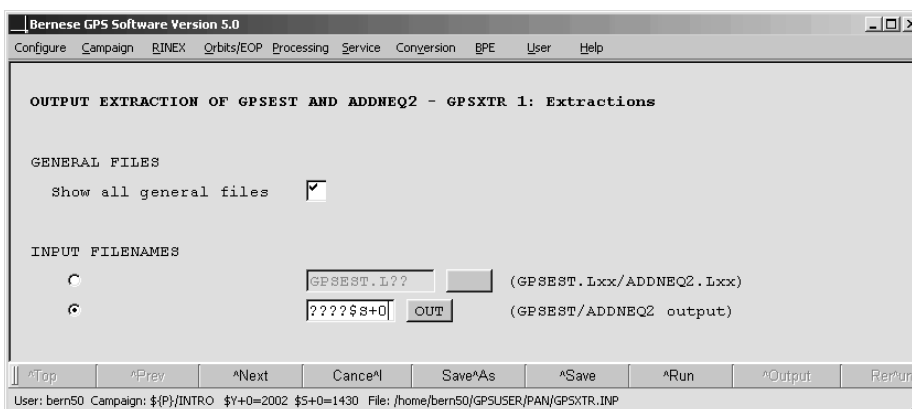 Bernese GPS Software Version 5.0
Configure Campaign RINEX Orbits/EOP Processing Service Conversion BPE User Help
OUTPUT EXTRACTION OF GPSEST AND ADDNEQ2 - GPSXTR 1: Extractions
GENERAL FILES
Show all general files
INPUT FILENAMES
GPSEST.L?? (GPSEST.Lxx/ADDNEQ2.Lxx)
????$S+0 OUT (GPSEST/ADDNEQ2 output)
^Top ^Prev ^Next Cance^l Save^As ^Save ^Run ^Output Rer^un
User: bern50 Campaign: ${P}/INTRO $Y+0=2002 $S+0=1430 File: /home/bern50/GPSUSER/PAN/GPSXTR.INP